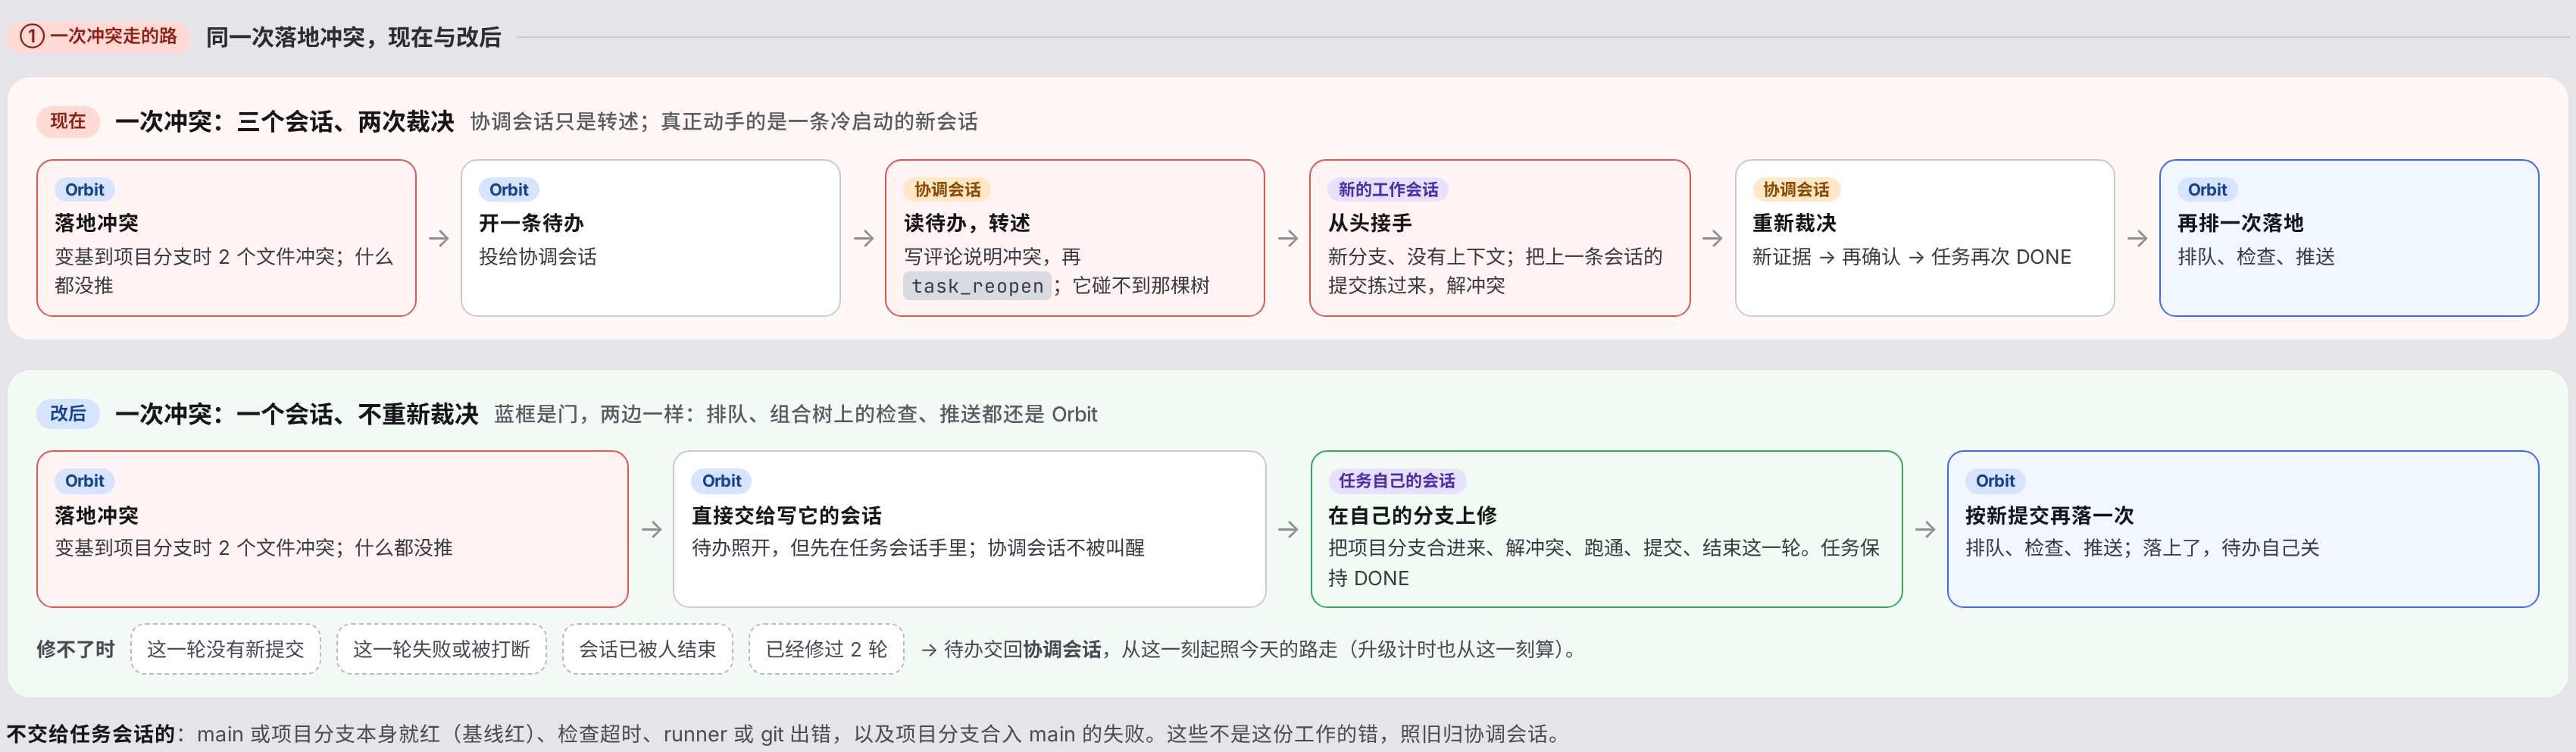 ① 一次冲突走的路 同一次落地冲突，现在与改后
现在 一次冲突：三个会话、两次裁决 协调会话只是转述；真正动手的是一条冷启动的新会话
Orbit
落地冲突
变基到项目分支时 2 个文件冲突；什么
都没推
→
Orbit
开一条待办
投给协调会话
→
协调会话
读待办，转述
写评论说明冲突，再
task_reopen；它碰不到那棵树
→
新的工作会话
从头接手
新分支、没有上下文；把上一条会话的
提交拣过来，解冲突
→
协调会话
重新裁决
新证据 → 再确认 → 任务再次 DONE
→
Orbit
再排一次落地
排队、检查、推送
改后 一次冲突：一个会话、不重新裁决 蓝框是门，两边一样：排队、组合树上的检查、推送都还是 Orbit
Orbit
落地冲突
变基到项目分支时 2 个文件冲突；什么都没推
→
Orbit
直接交给写它的会话
待办照开，但先在任务会话手里；协调会话不被叫醒
→
任务自己的会话
在自己的分支上修
把项目分支合进来、解冲突、跑通、提交、结束这一轮。任务保
持 DONE
→
Orbit
按新提交再落一次
排队、检查、推送；落上了，待办自己关
修不了时 这一轮没有新提交 这一轮失败或被打断 会话已被人结束 已经修过 2 轮 → 待办交回协调会话，从这一刻起照今天的路走（升级计时也从这一刻算）。
不交给任务会话的：main 或项目分支本身就红（基线红）、检查超时、runner 或 git 出错，以及项目分支合入 main 的失败。这些不是这份工作的错，照旧归协调会话。